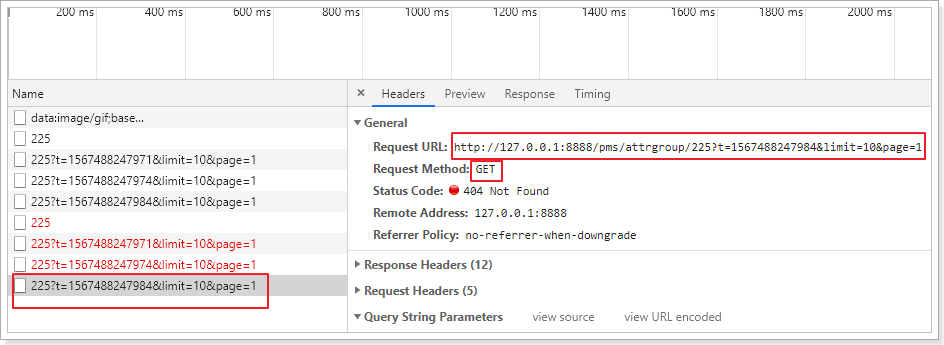 200 ms 400 ms 600 ms 800 ms 1000 ms 1200 ms 1400 ms 1600 ms 1800 ms 2000 ms
Name
× Headers Preview Response Timing
data:image/gif;base...
225
225?t=1567488247971&limit=10&page=1
225?t=1567488247974&limit=10&page=1
225?t=1567488247984&limit=10&page=1
225
225?t=1567488247971&limit=10&page=1
225?t=1567488247974&limit=10&page=1
225?t=1567488247984&limit=10&page=1
General
Request URL: http://127.0.0.1:8888/pms/attrgroup/225?t=1567488247984&limit=10&page=1
Request Method: GET
Status Code: 404 Not Found
Remote Address: 127.0.0.1:8888
Referrer Policy: no-referrer-when-downgrade
Response Headers (12)
Request Headers (5)
Query String Parameters view source view URL encoded